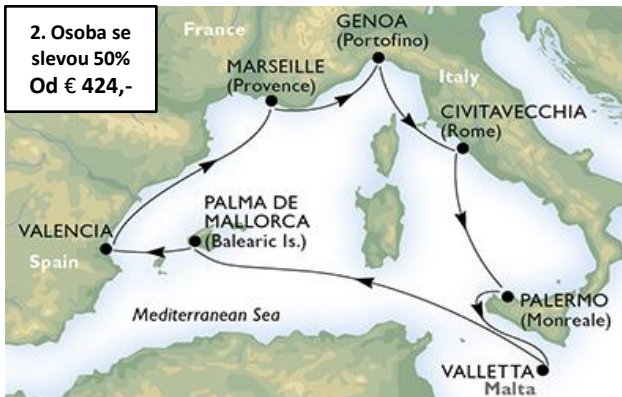 2. Osoba se
slevou 50%
Od € 424,-
France
GENOA
(Portofino)
MARSEILLE
(Provence)
Italy
CIVITAVECCHIA
(Rome)
PALMA DE
MALLORCA
(Balearic Is.)
VALENCIA
Spain
Mediterranean Sea
PALERMO
(Monreale)
VALLETTA
Malta